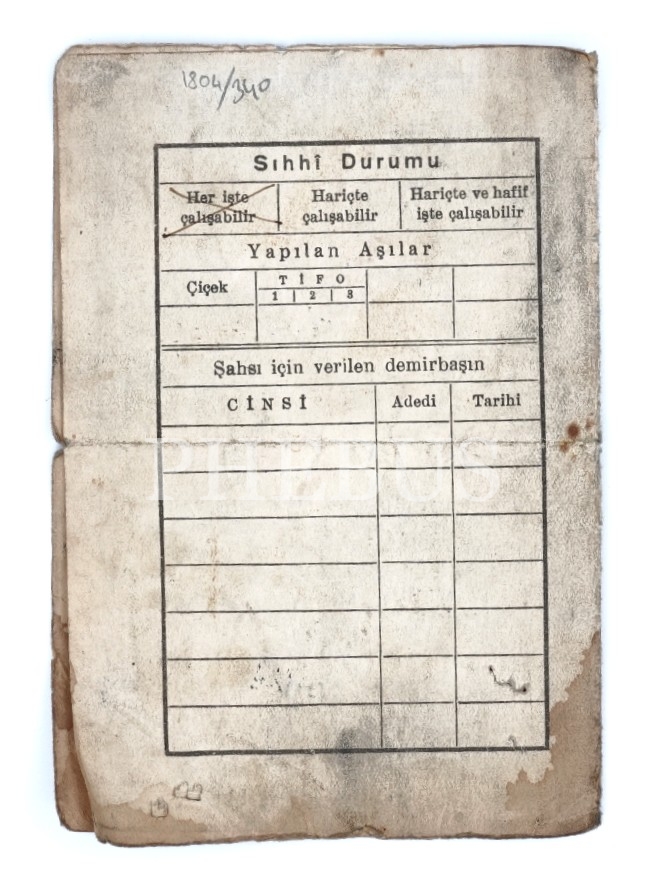 1804/340
Sıhhî Durumu
Her işte çalışabilir
Hariçte çalışabilir
Hariçte ve hafif işte çalışabilir
Yapılan Aşılar
Çiçek
TİFO
1 | 2 | 3
Şahsı için verilen demirbaşın
CİNSİ Adedi Tarihi
PHEBUS